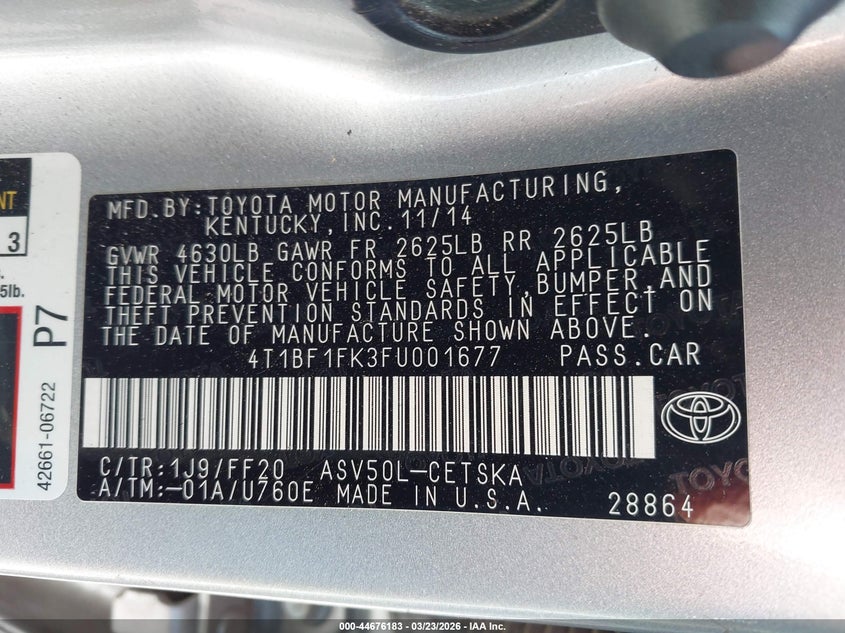 NT
3
5lb.
P7
42661-06722
MFD.BY:TOYOTA MOTOR MANUFACTURING,
KENTUCKY,INC.11/14
GVWR 4630LB GAWR FR 2625LB RR 2625LB
THIS VEHICLE CONFORMS TO ALL APPLICABLE
FEDERAL MOTOR VEHICLE SAFETY,BUMPER,AND
THEFT PREVENTION STANDARDS IN EFFECT ON
THE DATE OF MANUFACTURE SHOWN ABOVE.
4T1BF1FK3FU001677 PASS.CAR
C/TR:1J9/FF20 ASV50L-CETSKA
A/TM:-01A/U760E MADE IN U.S.A.
28864
000-44676183 - 03/23/2026 - IAA Inc.